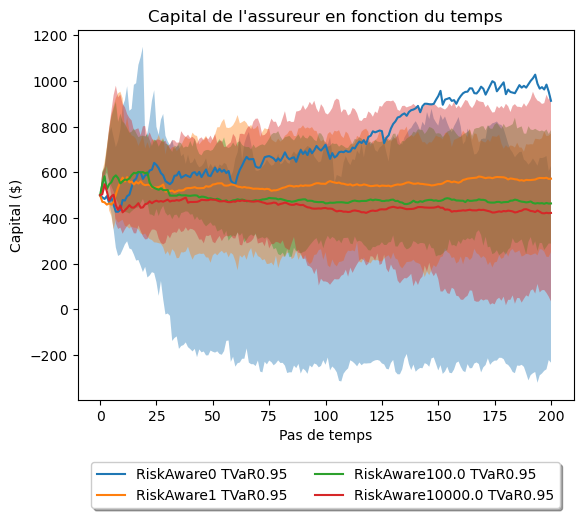 Capital de l'assureur en fonction du temps
1200
1000
800
600
400
200
0
−200
Capital ($)
0 25 50 75 100 125 150 175 200
Pas de temps
RiskAware0 TVaR0.95 RiskAware100.0 TVaR0.95
RiskAware1 TVaR0.95 RiskAware10000.0 TVaR0.95